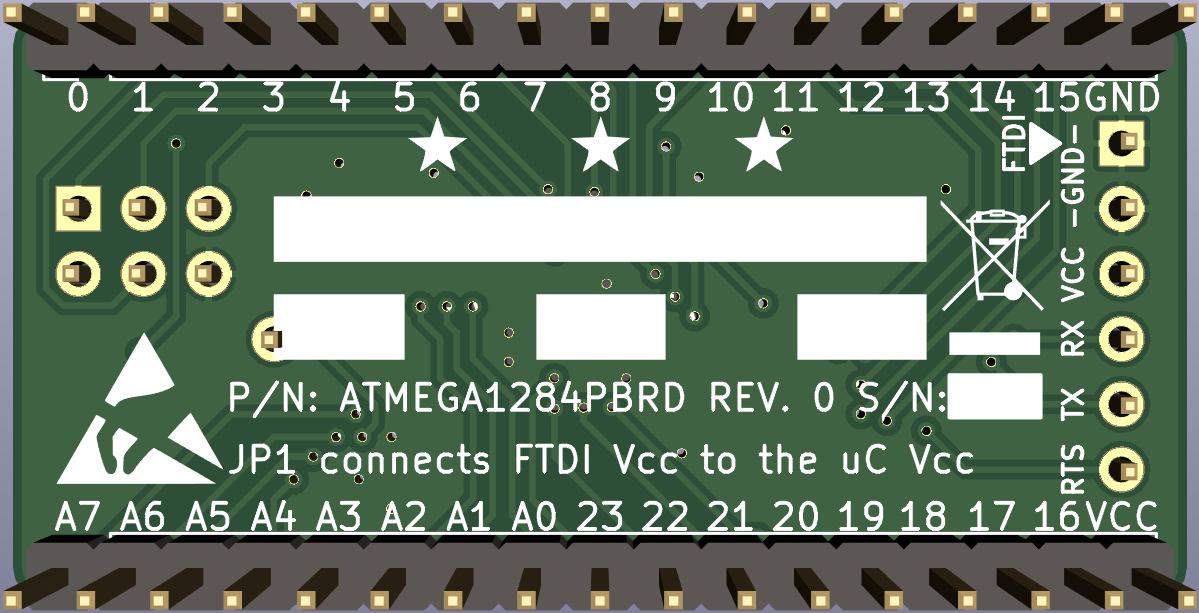 0 1 2 3 4 5 6 7 8 9 10 11 12 13 14 15 GND
FTDI
-GND-
VCC
RX
TX
RTS
P/N: ATMEGA1284PBRD REV. 0 S/N:
JP1 connects FTDI Vcc to the uC Vcc
A7 A6 A5 A4 A3 A2 A1 A0 23 22 21 20 19 18 17 16 VCC